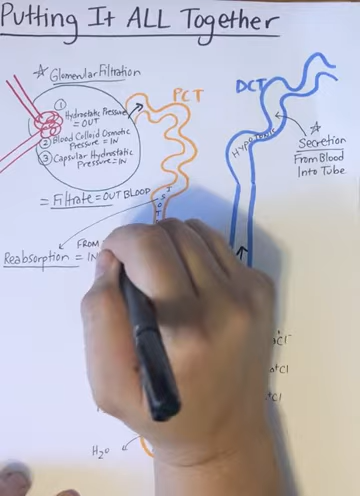 Putting It ALL Together
☆ Glomerular Filtration
① Hydrostatic Pressure
= OUT
② Blood Colloid Osmotic
Pressure = IN
③ Capsular Hydrostatic
Pressure = IN
= Filtrate = OUT BLOOD
PCT
DCT
HYPOTONIC
☆
Secretion
From Blood
Into Tube
FROM
Reabsorption = IN
H₂O